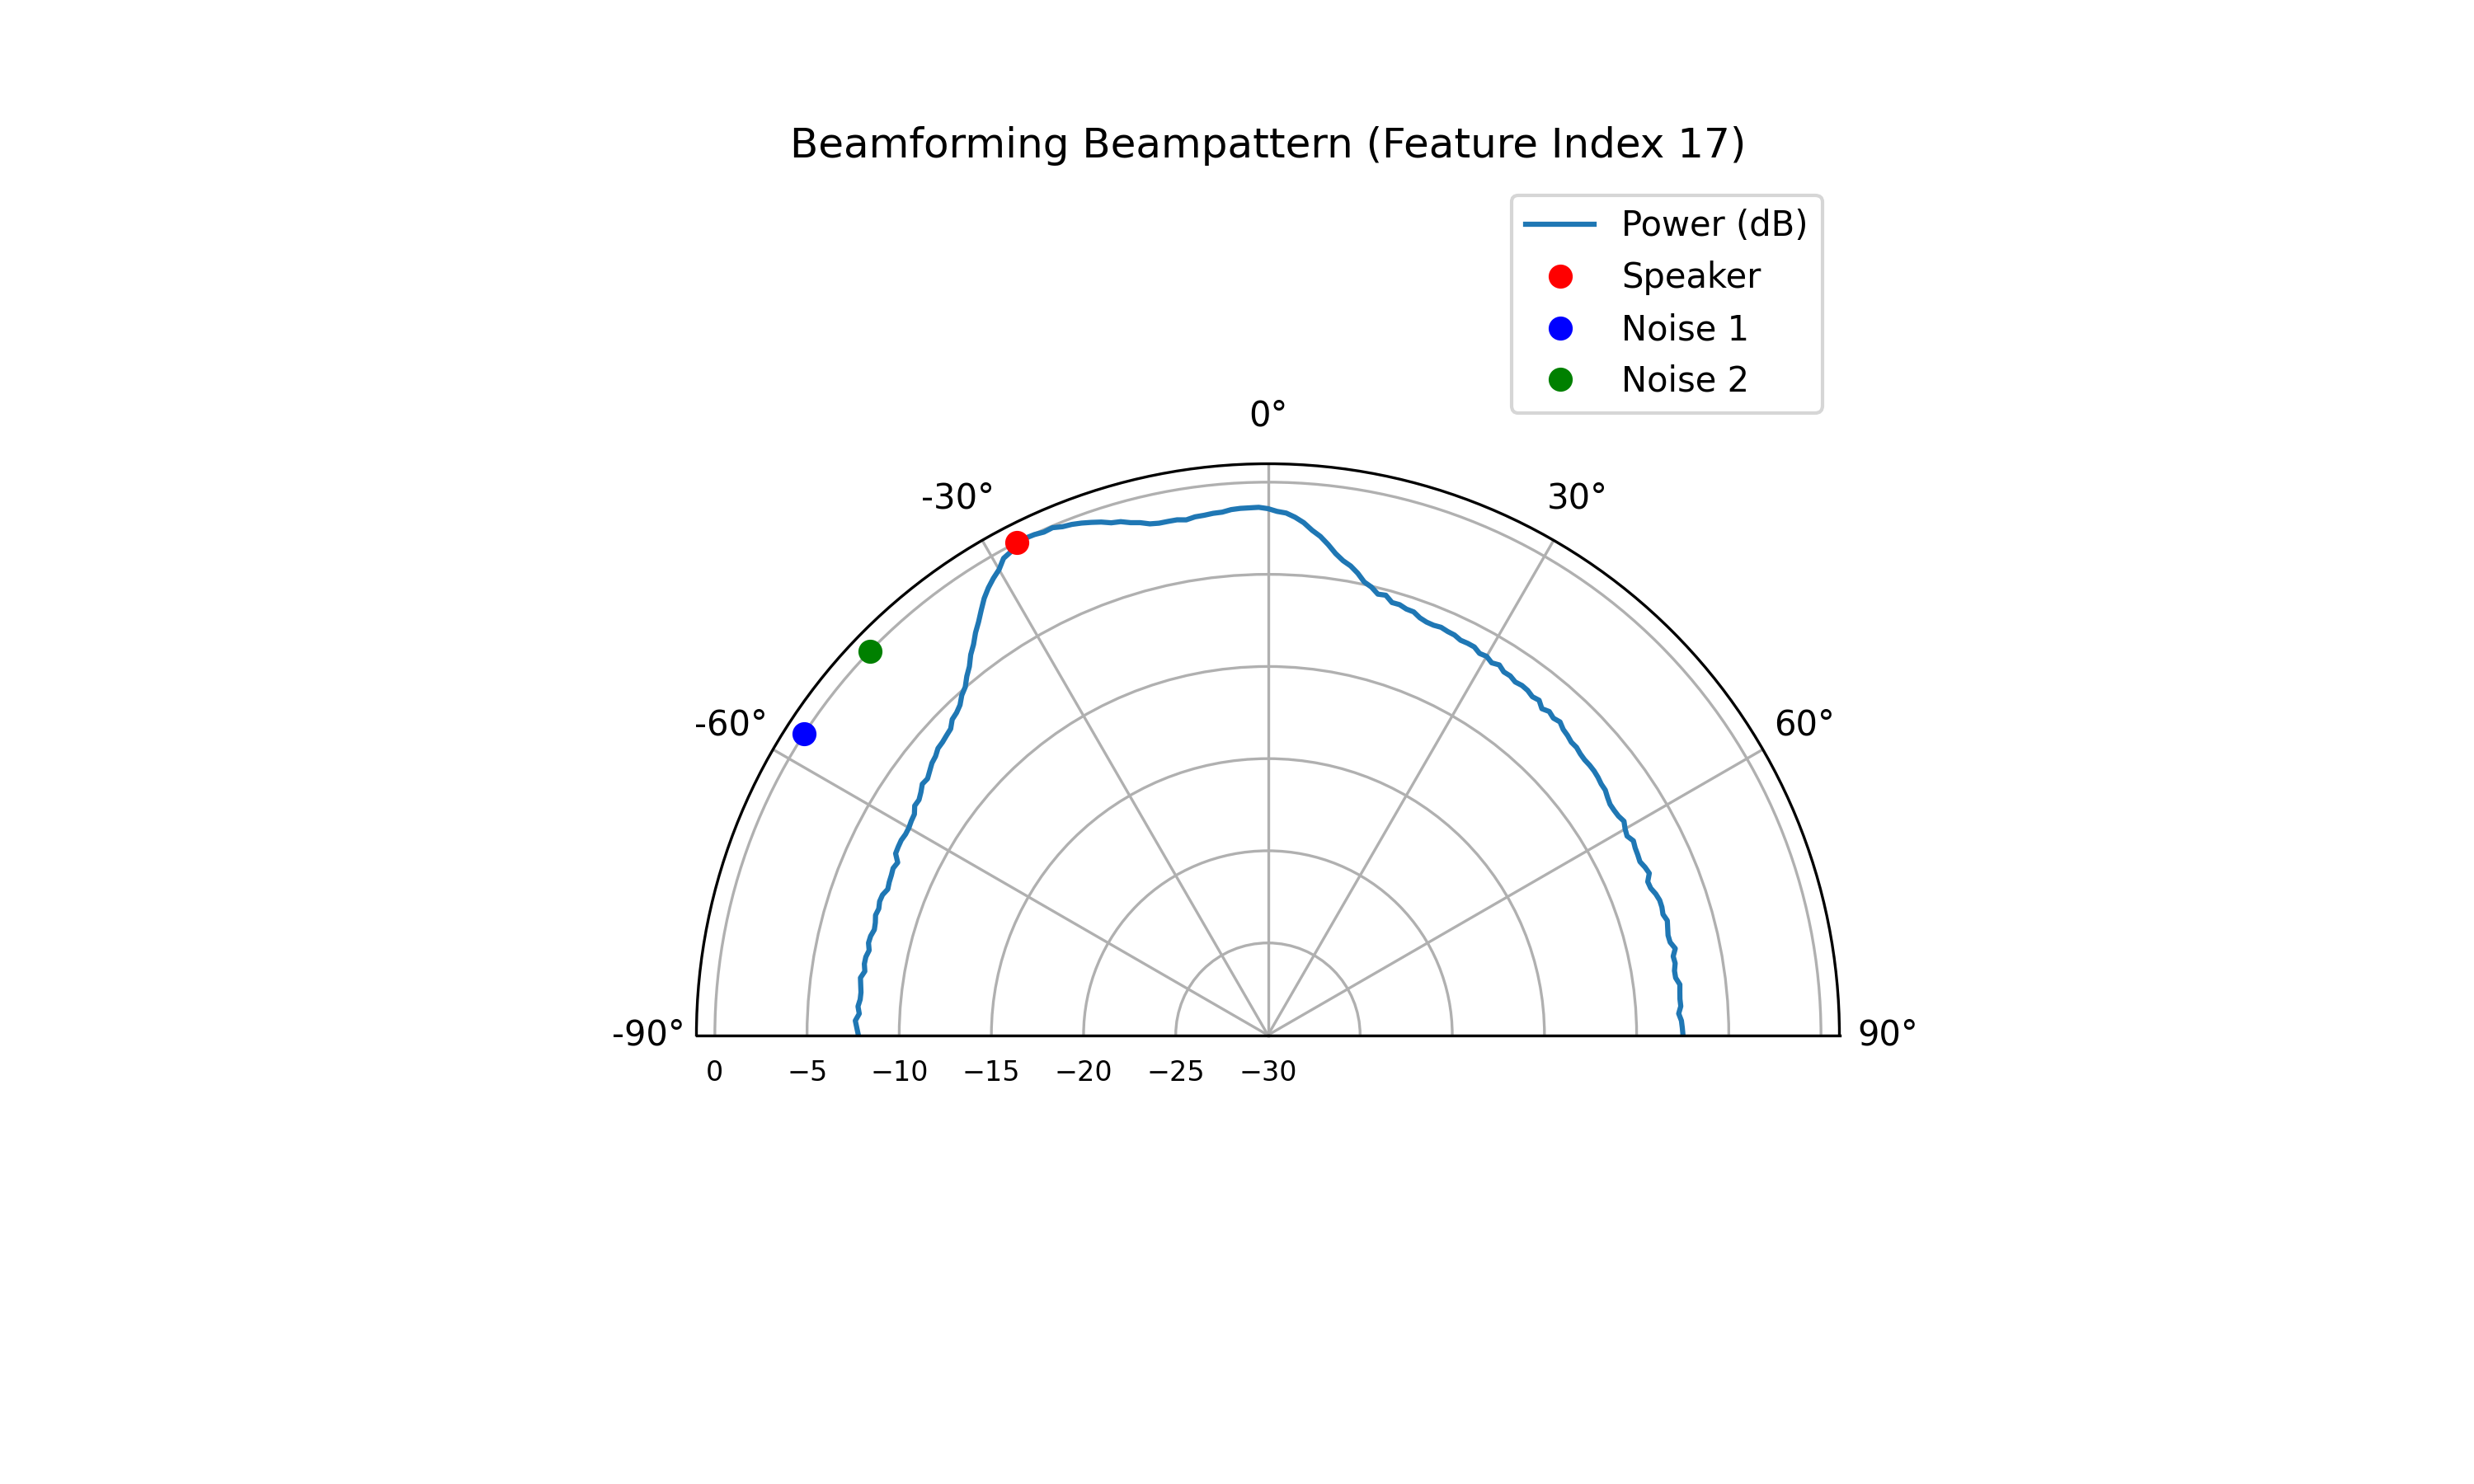 Beamforming Beampattern (Feature Index 17)
Power (dB)
Speaker
Noise 1
Noise 2
0°
-30°
30°
-60°
60°
-90°
90°
0 −5 −10 −15 −20 −25 −30